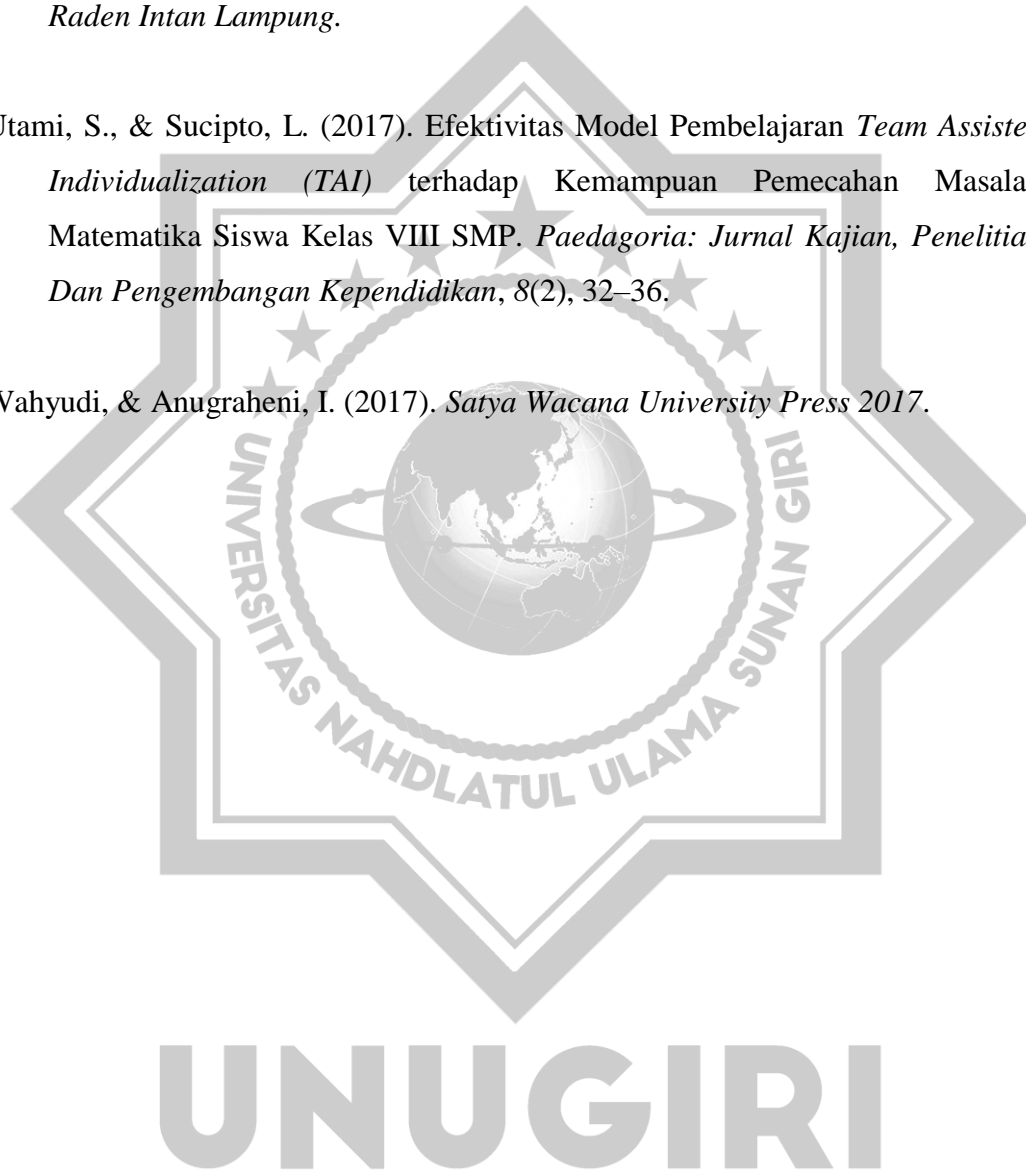 Raden Intan Lampung.
Utami, S., & Sucipto, L. (2017). Efektivitas Model Pembelajaran Team Assiste
Individualization (TAI) terhadap Kemampuan Pemecahan Masala
Matematika Siswa Kelas VIII SMP. Paedagoria: Jurnal Kajian, Penelitia
Dan Pengembangan Kependidikan, 8(2), 32–36.
Wahyudi, & Anugraheni, I. (2017). Satya Wacana University Press 2017.
UNIVERSITAS NAHDLATUL ULAMA SUNAN GIRI
UNUGIRI